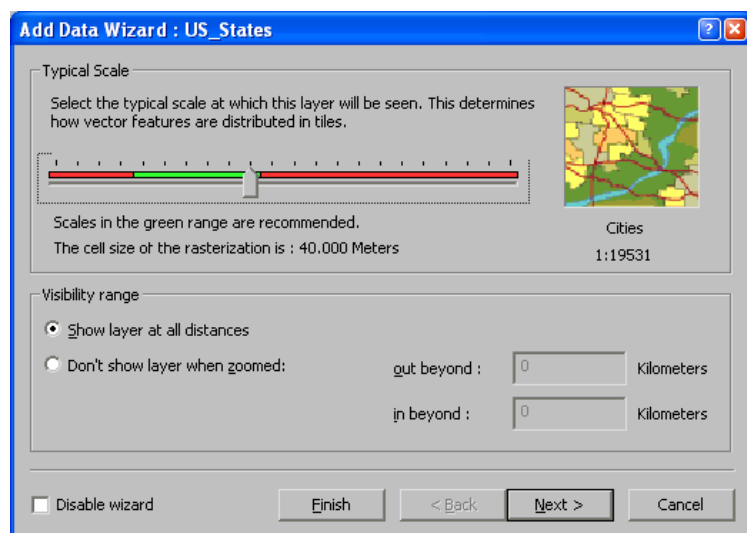 Add Data Wizard : US_States
Typical Scale
Select the typical scale at which this layer will be seen. This determines
how vector features are distributed in tiles.
Scales in the green range are recommended.
The cell size of the rasterization is : 40.000 Meters
Cities
1:19531
Visibility range
Show layer at all distances
Don't show layer when zoomed:
out beyond : 0 Kilometers
in beyond : 0 Kilometers
Disable wizard
Finish
< Back
Next >
Cancel